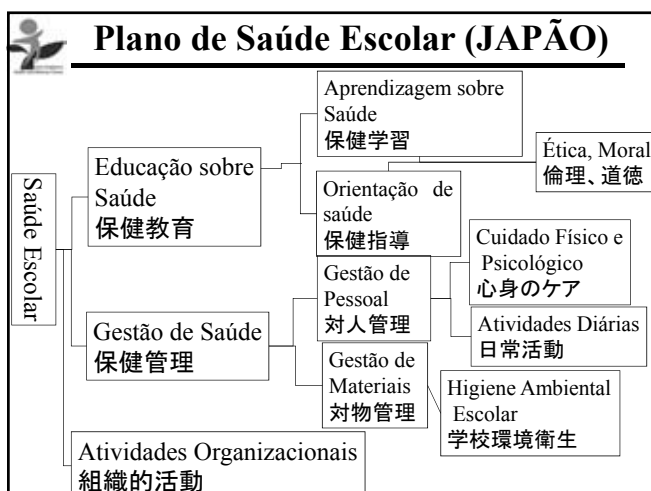 Plano de Saúde Escolar (JAPÃO)
Saúde Escolar
Educação sobre
Saúde
保健教育
Aprendizagem sobre
Saúde
保健学習
Orientação de
saúde
保健指導
Ética, Moral
倫理、道徳
Gestão de Saúde
保健管理
Gestão de
Pessoal
対人管理
Cuidado Físico e
Psicológico
心身のケア
Atividades Diárias
日常活動
Gestão de
Materiais
対物管理
Higiene Ambiental
Escolar
学校環境衛生
Atividades Organizacionais
組織的活動